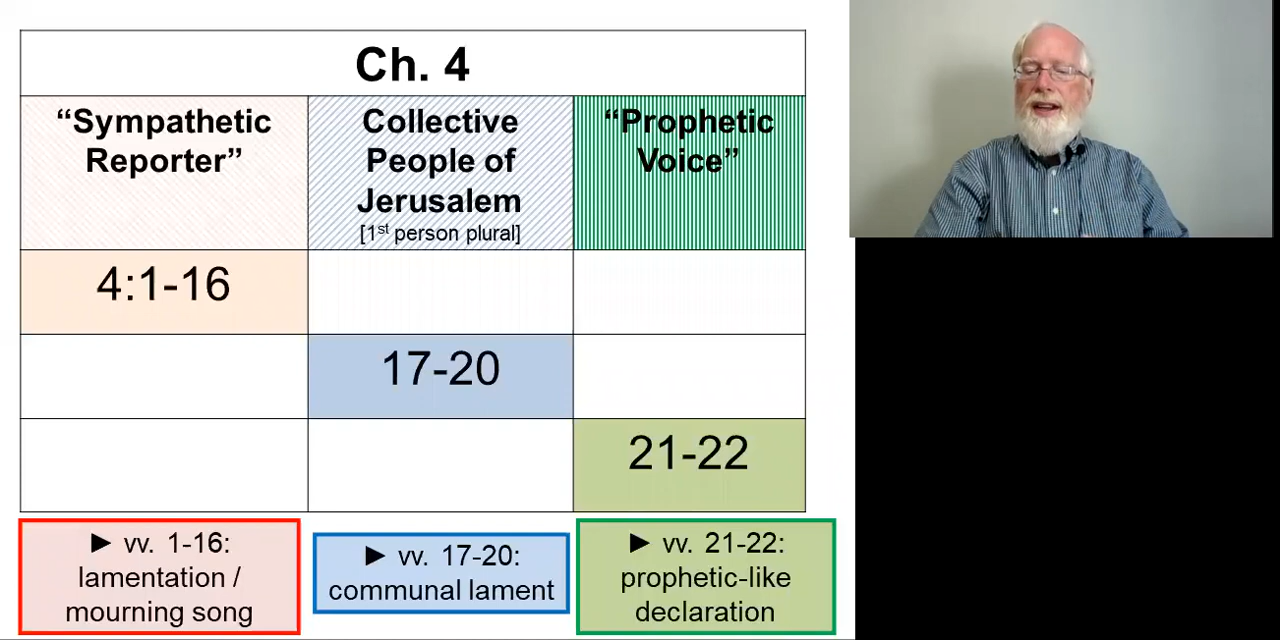 Ch. 4
“Sympathetic
Reporter”
Collective
People of
Jerusalem
[1st person plural]
“Prophetic
Voice”
4:1-16
17-20
21-22
► vv. 1-16:
lamentation /
mourning song
► vv. 17-20:
communal lament
► vv. 21-22:
prophetic-like
declaration